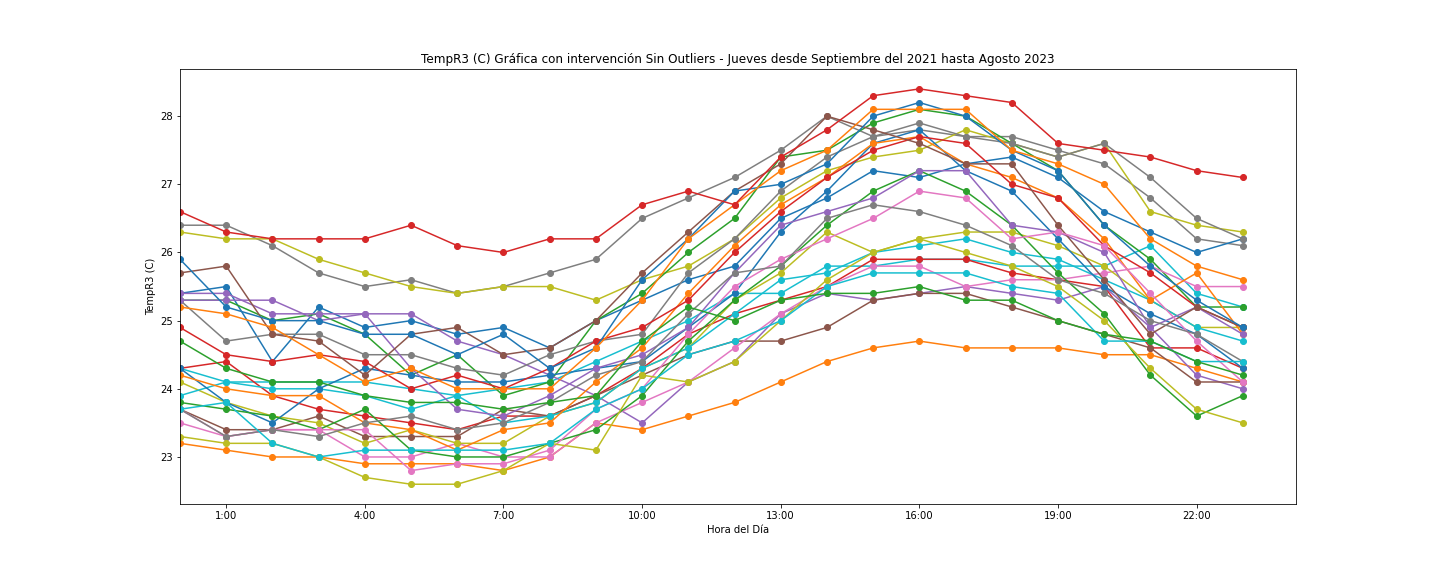 TempR3 (C) Gráfica con intervención Sin Outliers - Jueves desde Septiembre del 2021 hasta Agosto 2023
TempR3 (C)
28
27
26
25
24
23
1:00 4:00 7:00 10:00 13:00 16:00 19:00 22:00
Hora del Día